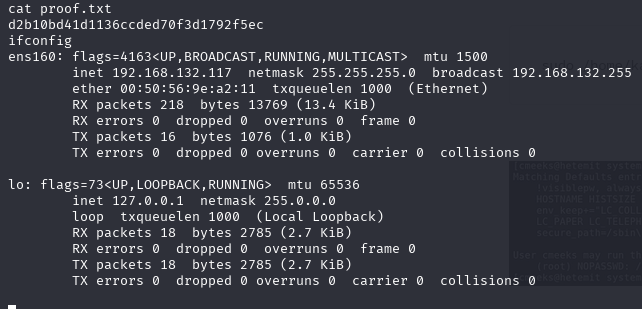 cat proof.txt
d2b10bd41d1136ccded70f3d1792f5ec
ifconfig
ens160: flags=4163<UP,BROADCAST,RUNNING,MULTICAST>  mtu 1500
        inet 192.168.132.117  netmask 255.255.255.0  broadcast 192.168.132.255
        ether 00:50:56:9e:a2:11  txqueuelen 1000  (Ethernet)
        RX packets 218  bytes 13769 (13.4 KiB)
        RX errors 0  dropped 0  overruns 0  frame 0
        TX packets 16  bytes 1076 (1.0 KiB)
        TX errors 0  dropped 0 overruns 0  carrier 0  collisions 0

lo: flags=73<UP,LOOPBACK,RUNNING>  mtu 65536
        inet 127.0.0.1  netmask 255.0.0.0
        loop  txqueuelen 1000  (Local Loopback)
        RX packets 18  bytes 2785 (2.7 KiB)
        RX errors 0  dropped 0  overruns 0  frame 0
        TX packets 18  bytes 2785 (2.7 KiB)
        TX errors 0  dropped 0 overruns 0  carrier 0  collisions 0